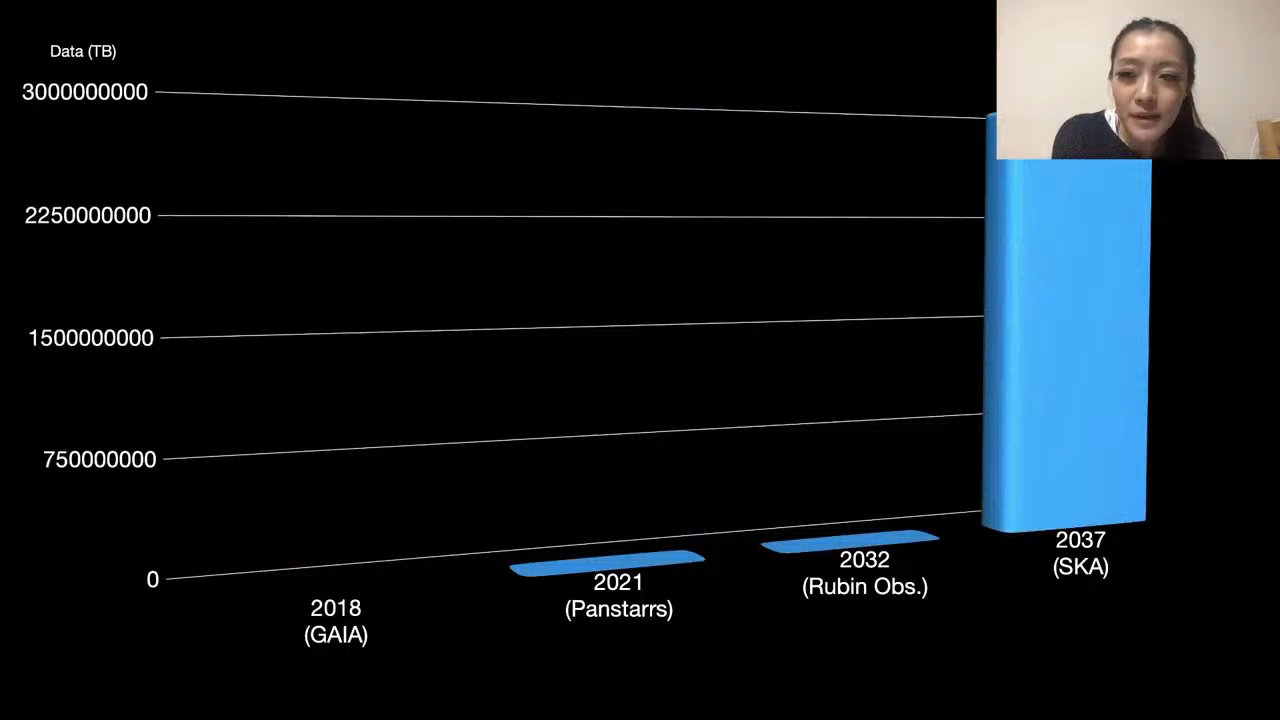 Data (TB)
3000000000
2250000000
1500000000
750000000
0
2018
(GAIA)
2021
(Panstarrs)
2032
(Rubin Obs.)
2037
(SKA)